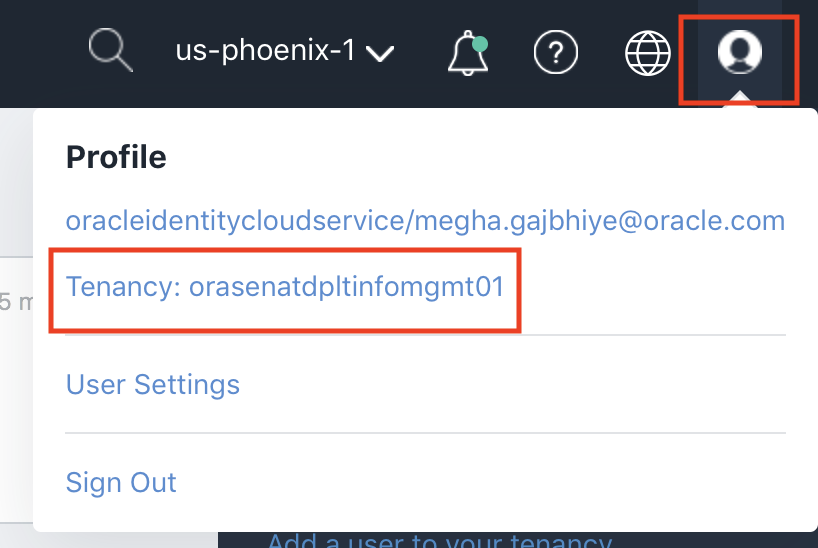 us-phoenix-1
Profile
oracleidentitycloudservice/megha.gajbhiye@oracle.com
Tenancy: orasenatdpltinfomgmt01
5 m
User Settings
Sign Out
Add a user to your tenancy